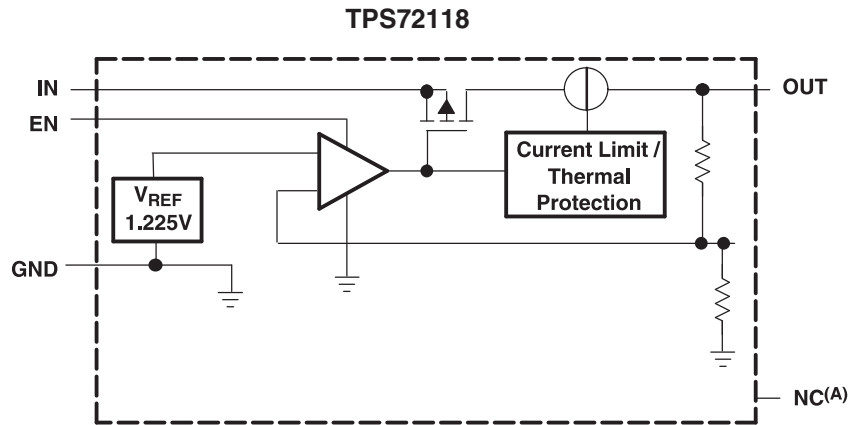 TPS72118
IN
OUT
EN
Current Limit /
Thermal
Protection
VREF
1.225V
GND
NC(A)